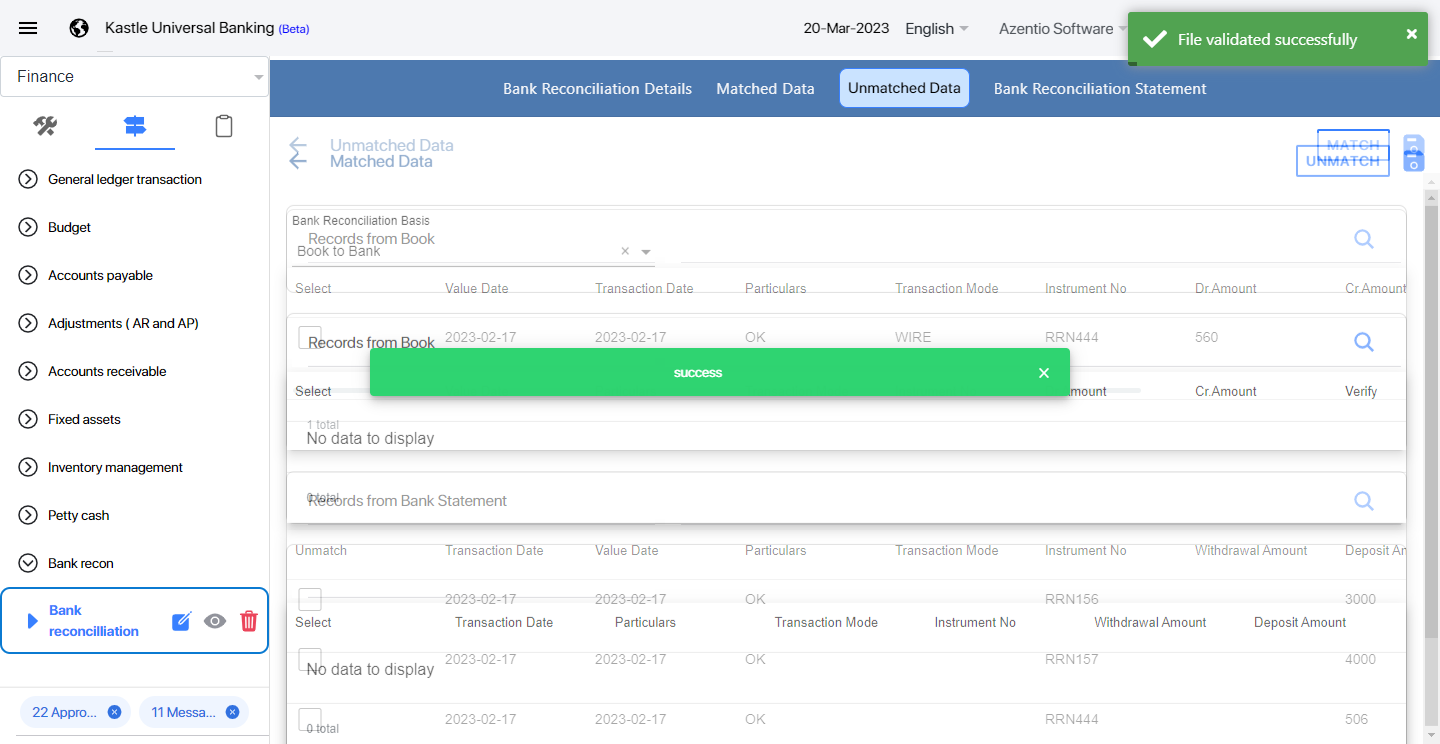 Kastle Universal Banking (Beta)
20-Mar-2023
English
Azentio Software
File validated successfully
Finance
Bank Reconciliation Details
Matched Data
Unmatched Data
Bank Reconciliation Statement
Unmatched Data
Matched Data
MATCH
UNMATCH
General ledger transaction
Budget
Accounts payable
Adjustments ( AR and AP)
Accounts receivable
Fixed assets
Inventory management
Petty cash
Bank recon
Bank
reconcilliation
22 Appro...
11 Messa...
Bank Reconciliation Basis
Records from Book
Book to Bank
Select Value Date Transaction Date Particulars Transaction Mode Instrument No Dr.Amount Cr.Amount
2023-02-17 2023-02-17 OK WIRE RRN444 560
Records from Book
success
Select mount Cr.Amount Verify
1 total
No data to display
0 total
Records from Bank Statement
Unmatch Transaction Date Value Date Particulars Transaction Mode Instrument No Withdrawal Amount Deposit Am
2023-02-17 2023-02-17 OK RRN156 3000
Select Transaction Date Particulars Transaction Mode Instrument No Withdrawal Amount Deposit Amount
2023-02-17 2023-02-17 OK RRN157 4000
No data to display
2023-02-17 2023-02-17 OK RRN444 506
0 total